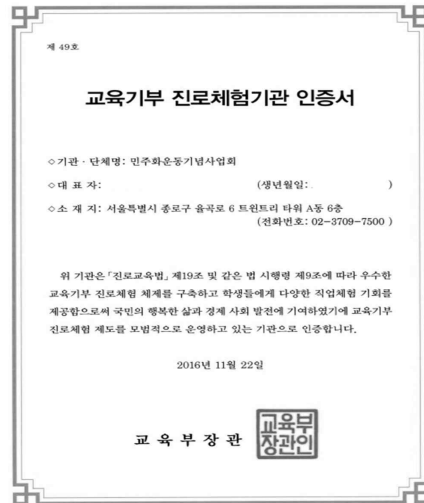 제 49호
교육기부 진로체험기관 인증서
◇기관 · 단체명: 민주화운동기념사업회
◇대 표 자: (생년월일: )
◇소 재 지: 서울특별시 종로구 율곡로 6 트윈트리 타워 A동 6층
(전화번호: 02-3709-7500 )
위 기관은 「진로교육법」 제19조 및 같은 법 시행령 제9조에 따라 우수한
교육기부 진로체험 체제를 구축하고 학생들에게 다양한 직업체험 기회를
제공함으로써 국민의 행복한 삶과 경제 사회 발전에 기여하였기에 교육기부
진로체험 제도를 모범적으로 운영하고 있는 기관으로 인증합니다.
2016년 11월 22일
교 육 부 장 관
교육부
장관인